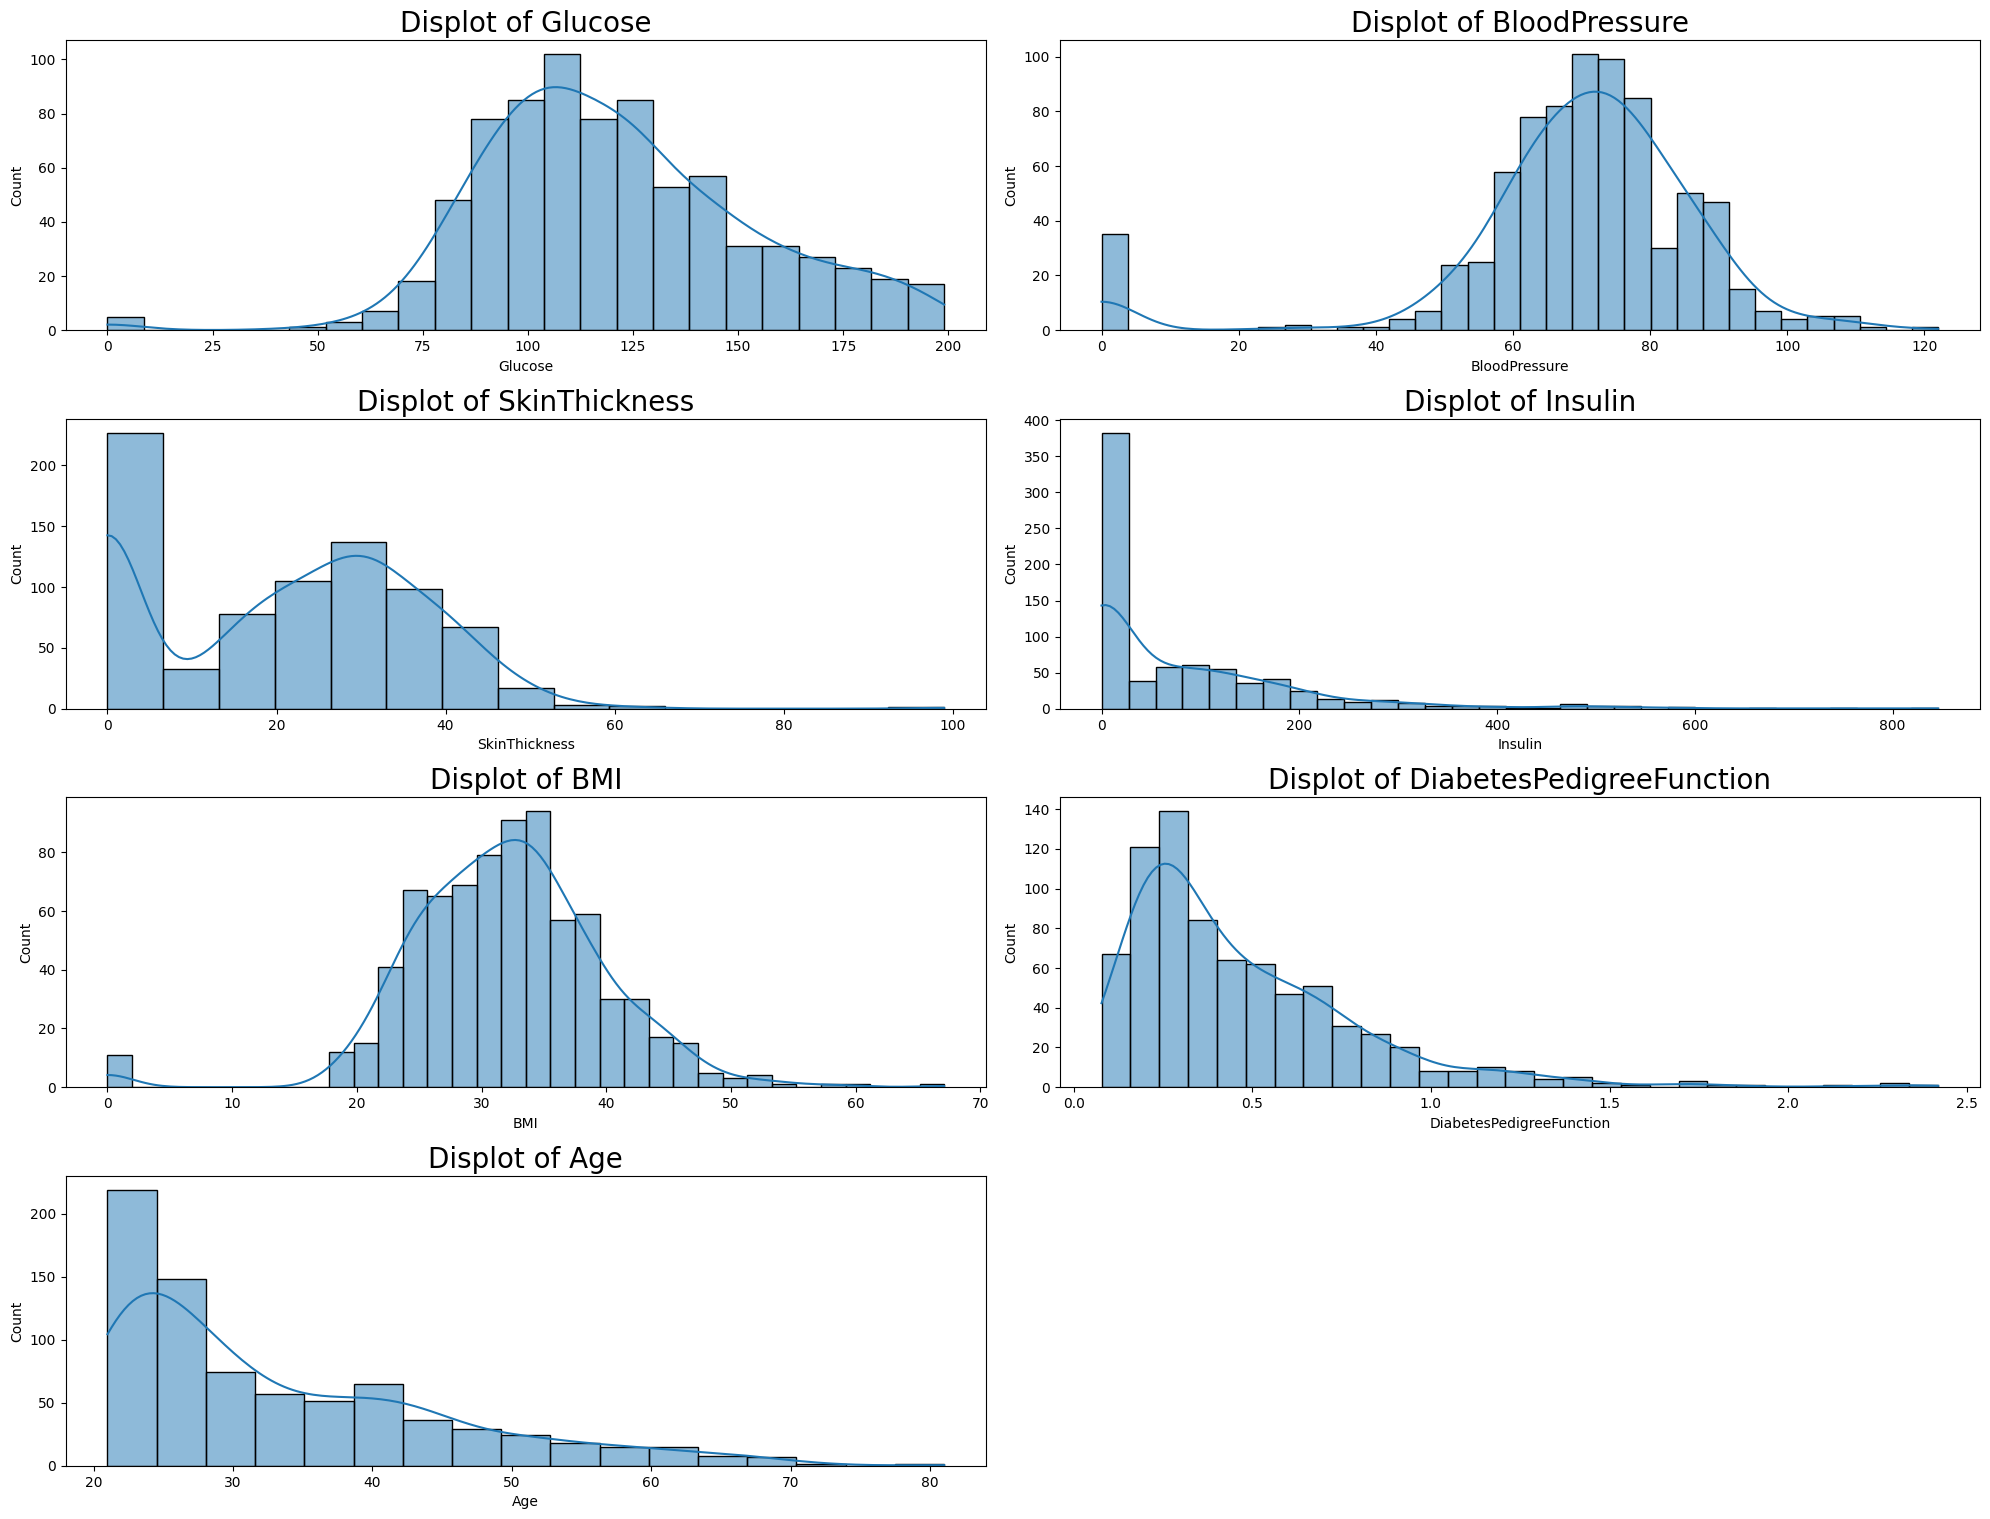 Displot of Glucose
100
80
60
40
20
0
Count
0 25 50 75 100 125 150 175 200
Glucose
Displot of BloodPressure
100
80
60
40
20
0
Count
0 20 40 60 80 100 120
BloodPressure
Displot of SkinThickness
200
150
100
50
0
Count
0 20 40 60 80 100
SkinThickness
Displot of Insulin
400
350
300
250
200
150
100
50
0
Count
0 200 400 600 800
Insulin
Displot of BMI
80
60
40
20
0
Count
0 10 20 30 40 50 60 70
BMI
Displot of DiabetesPedigreeFunction
140
120
100
80
60
40
20
0
Count
0.0 0.5 1.0 1.5 2.0 2.5
DiabetesPedigreeFunction
Displot of Age
200
150
100
50
0
Count
20 30 40 50 60 70 80
Age